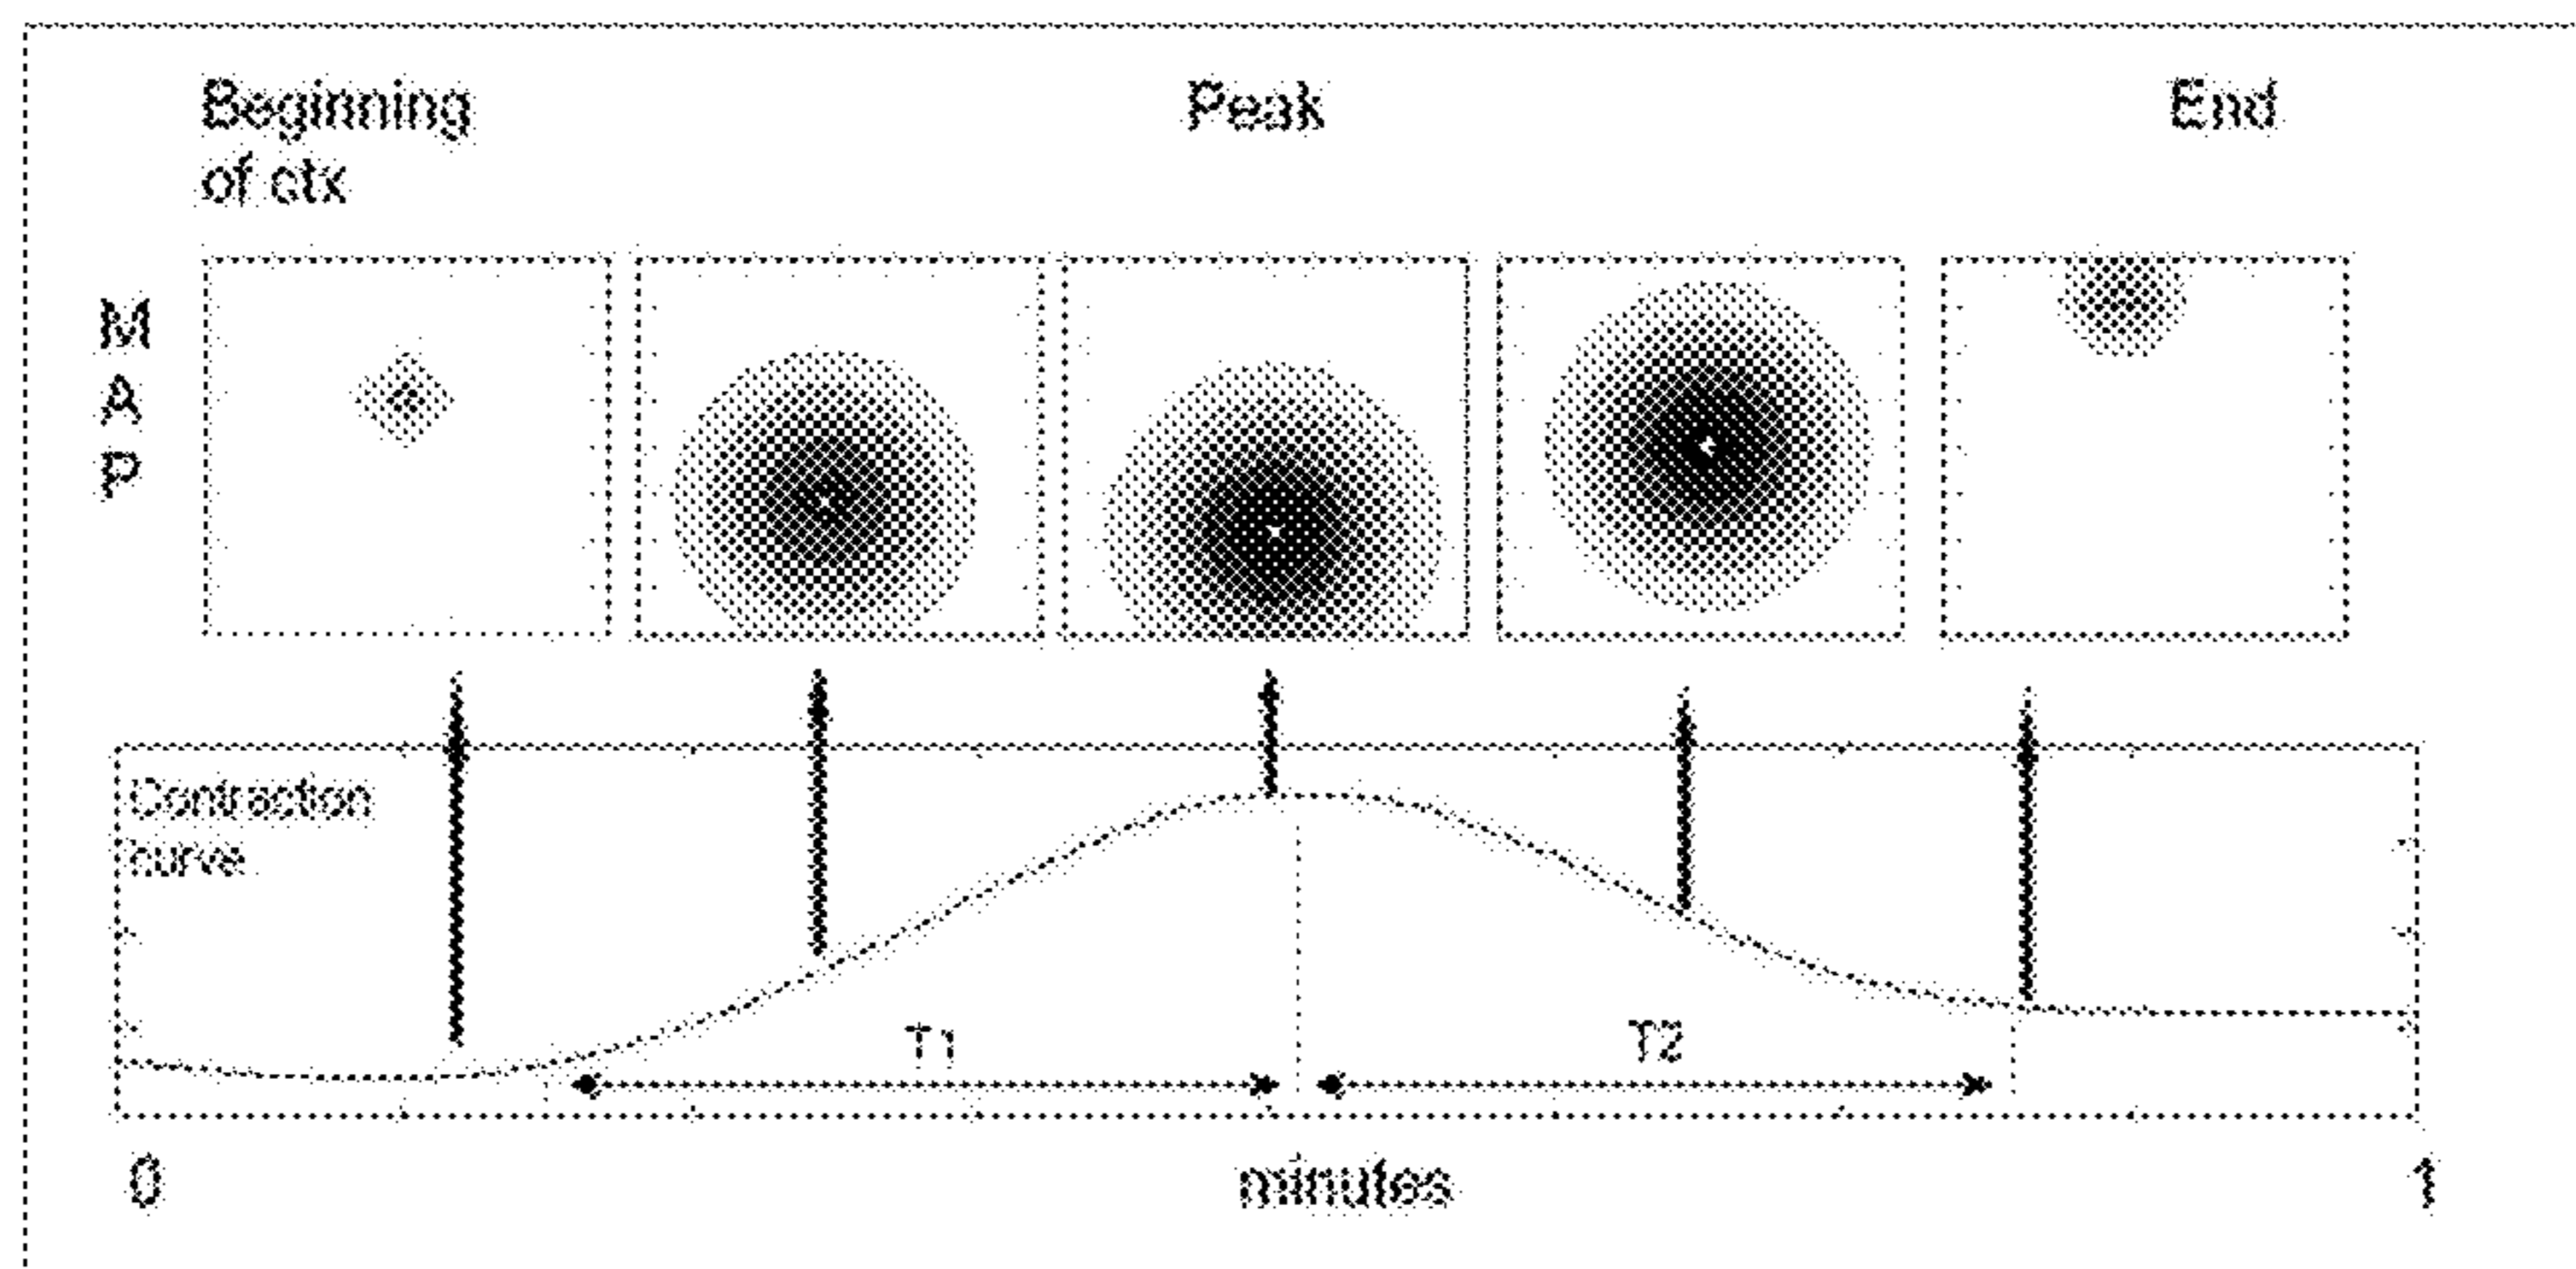 Beginning
of ctx
Peak
End
M
A
P
Contraction
curve
T1
T2
0
minutes
1